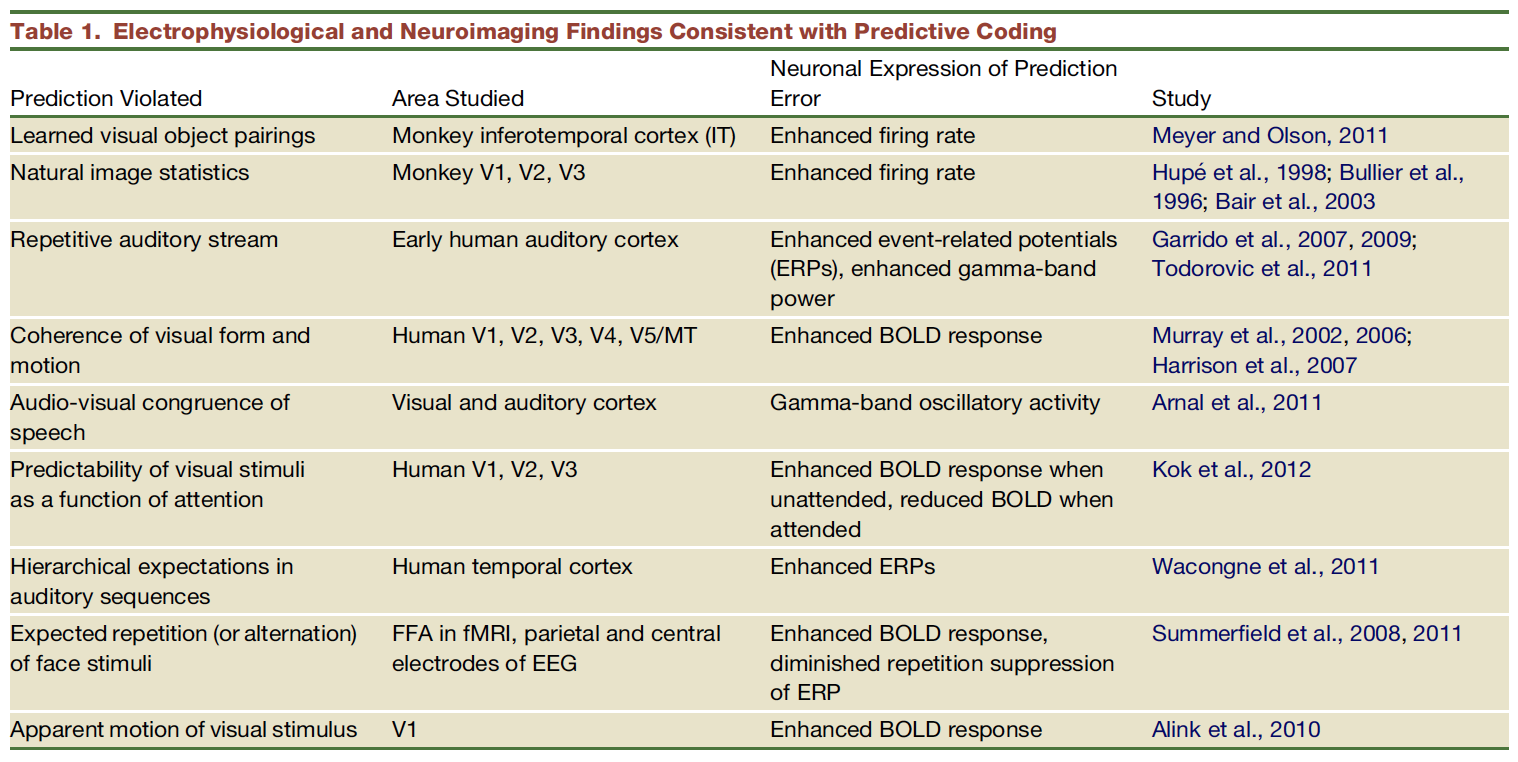 Table 1. Electrophysiological and Neuroimaging Findings Consistent with Predictive Coding
Prediction Violated Area Studied Neuronal Expression of Prediction Error Study
Learned visual object pairings Monkey inferotemporal cortex (IT) Enhanced firing rate Meyer and Olson, 2011
Natural image statistics Monkey V1, V2, V3 Enhanced firing rate Hupé et al., 1998; Bullier et al.,
1996; Bair et al., 2003
Repetitive auditory stream Early human auditory cortex Enhanced event-related potentials Garrido et al., 2007, 2009;
(ERPs), enhanced gamma-band Todorovic et al., 2011
power
Coherence of visual form and Human V1, V2, V3, V4, V5/MT Enhanced BOLD response Murray et al., 2002, 2006;
motion Harrison et al., 2007
Audio-visual congruence of Visual and auditory cortex Gamma-band oscillatory activity Arnal et al., 2011
speech
Predictability of visual stimuli Human V1, V2, V3 Enhanced BOLD response when Kok et al., 2012
as a function of attention unattended, reduced BOLD when
attended
Hierarchical expectations in Human temporal cortex Enhanced ERPs Wacongne et al., 2011
auditory sequences
Expected repetition (or alternation) FFA in fMRI, parietal and central Enhanced BOLD response, Summerfield et al., 2008, 2011
of face stimuli electrodes of EEG diminished repetition suppression
of ERP
Apparent motion of visual stimulus V1 Enhanced BOLD response Alink et al., 2010